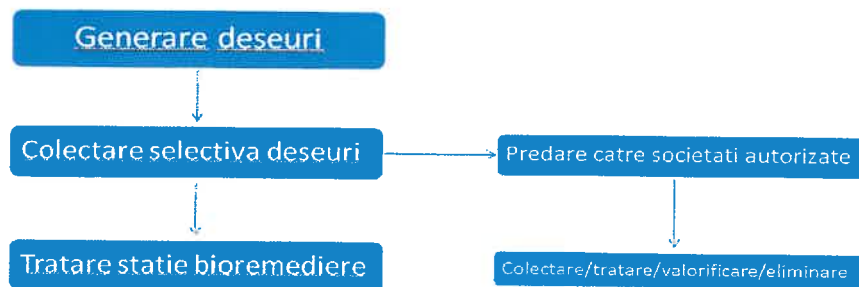 Generare deseuri
Colectare selectiva deseuri
Predare catre societati autorizate
Tratare statie bioremediere
Colectare/tratare/valorificare/eliminare